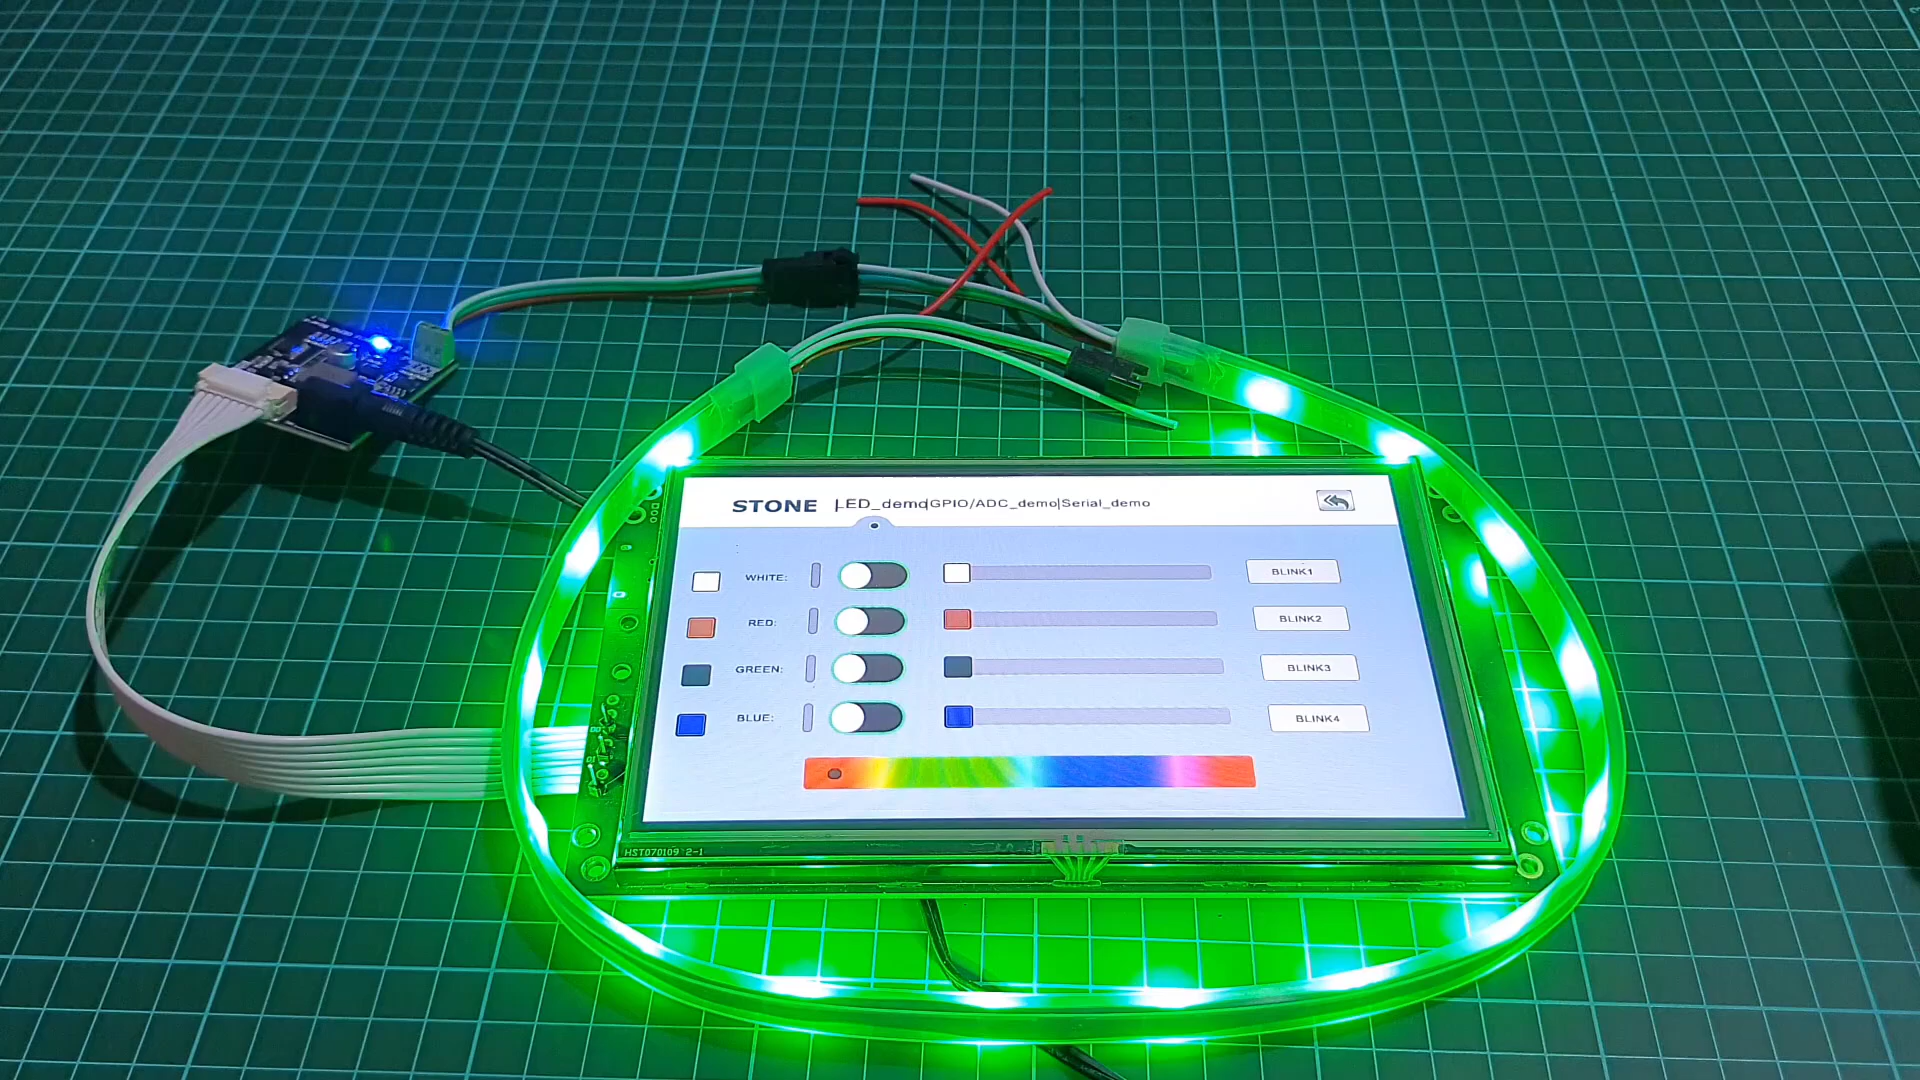 STONE |LED_demo|GPIO/ADC_demo|Serial_demo
WHITE: BLINK1
RED: BLINK2
GREEN: BLINK3
BLUE: BLINK4
HST070109 2-1